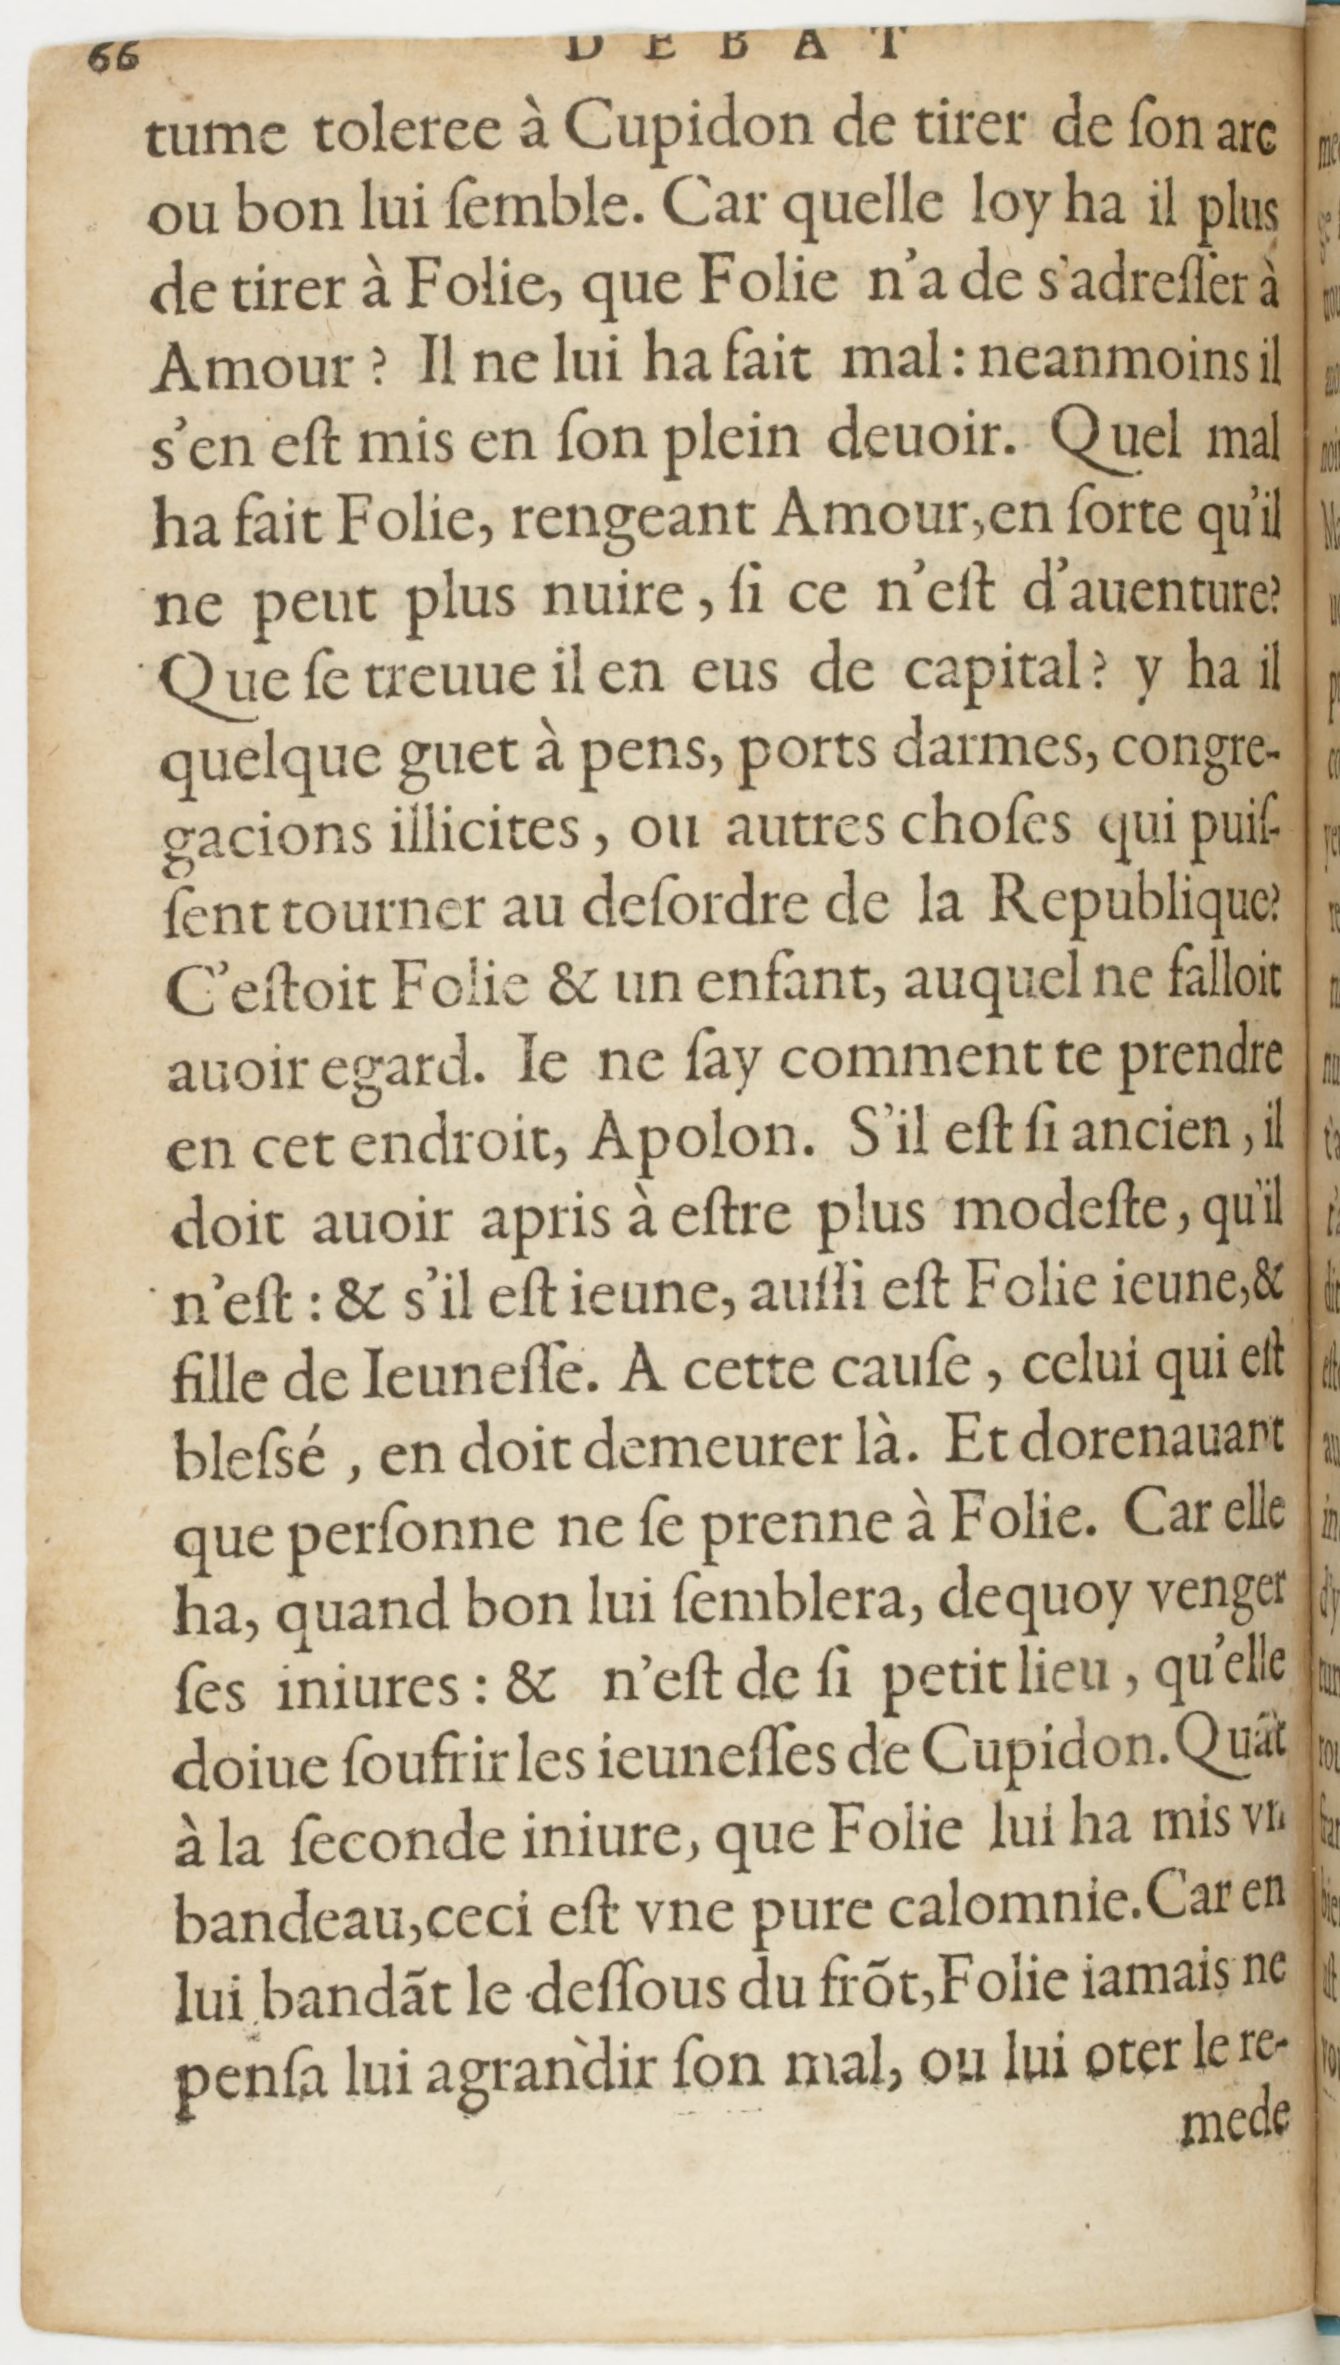 66
DEBAT
tume toleree à Cupidon de tirer de ſon arc
ou bon lui ſemble. Car quelle loy ha il plus
de tirer à Folie, que Folie n'a de s'adreſſer à
Amour ? Il ne lui ha fait mal : neanmoins il
s'en eſt mis en ſon plein deuoir. Quel mal
ha fait Folie, rengeant Amour, en ſorte qu'il
ne peut plus nuire, ſi ce n'eſt d'auenture?
Que ſe treuue il en eus de capital? y ha il
quelque guet à pens, ports darmes, congre-
gacions illicites, ou autres choſes qui puiſ-
ſent tourner au deſordre de la Republique?
C'eſtoit Folie & un enfant, auquel ne falloit
auoir egard. Ie ne ſay comment te prendre
en cet endroit, Apolon. S'il eſt ſi ancien, il
doit auoir apris à eſtre plus modeſte, qu'il
n'eſt : & s'il eſt ieune, auſſi eſt Folie ieune, &
fille de Ieuneſſe. A cette cauſe, celui qui eſt
bleſsé, en doit demeurer là. Et dorenauant
que perſonne ne ſe prenne à Folie. Car elle
ha, quand bon lui ſemblera, dequoy venger
ſes iniures : & n'eſt de ſi petit lieu, qu'elle
doiue ſoufrir les ieuneſſes de Cupidon. Quãt
à la ſeconde iniure, que Folie lui ha mis vn
bandeau, ceci eſt vne pure calomnie. Car en
lui bandãt le deſſous du frõt, Folie iamais ne
penſa lui agrandir ſon mal, ou lui oter le re-
mede